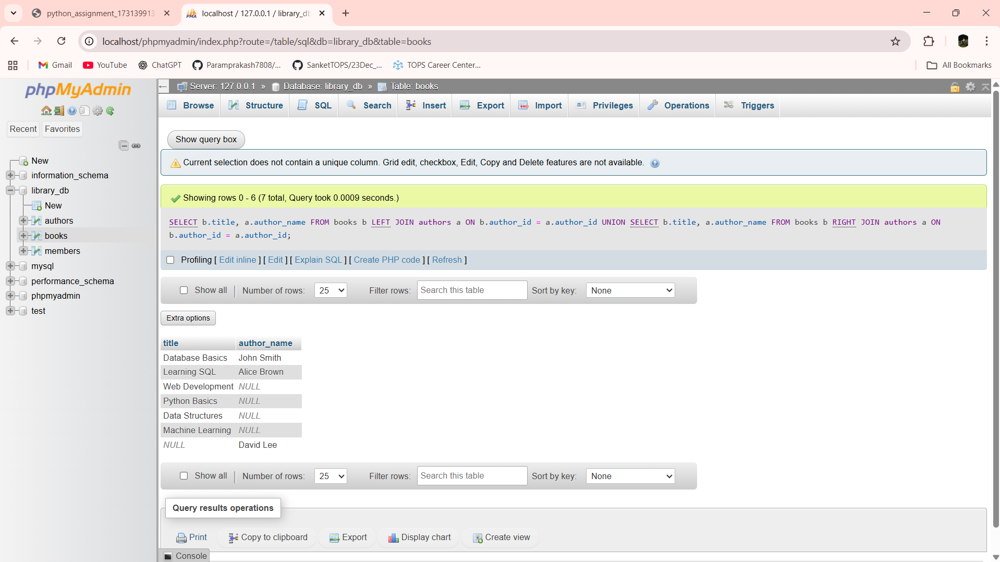 python_assignment_173139913
localhost / 127.0.0.1 / library_db
localhost/phpmyadmin/index.php?route=/table/sql&db=library_db&table=books
Gmail YouTube ChatGPT Paramprakash7808/... SanketTOPS/23Dec_... TOPS Career Center... All Bookmarks
phpMyAdmin
Recent Favorites
New
information_schema
library_db
New
authors
books
members
mysql
performance_schema
phpmyadmin
test
Server: 127.0.0.1 » Database: library_db » Table: books
Browse Structure SQL Search Insert Export Import Privileges Operations Triggers
Show query box
Current selection does not contain a unique column. Grid edit, checkbox, Edit, Copy and Delete features are not available.
Showing rows 0 - 6 (7 total, Query took 0.0009 seconds.)
SELECT b.title, a.author_name FROM books b LEFT JOIN authors a ON b.author_id = a.author_id UNION SELECT b.title, a.author_name FROM books b RIGHT JOIN authors a ON
b.author_id = a.author_id;
Profiling [ Edit inline ] [ Edit ] [ Explain SQL ] [ Create PHP code ] [ Refresh ]
Show all Number of rows: 25 Filter rows: Search this table Sort by key: None
Extra options
title author_name
Database Basics John Smith
Learning SQL Alice Brown
Web Development NULL
Python Basics NULL
Data Structures NULL
Machine Learning NULL
NULL David Lee
Show all Number of rows: 25 Filter rows: Search this table Sort by key: None
Query results operations
Print Copy to clipboard Export Display chart Create view
Console